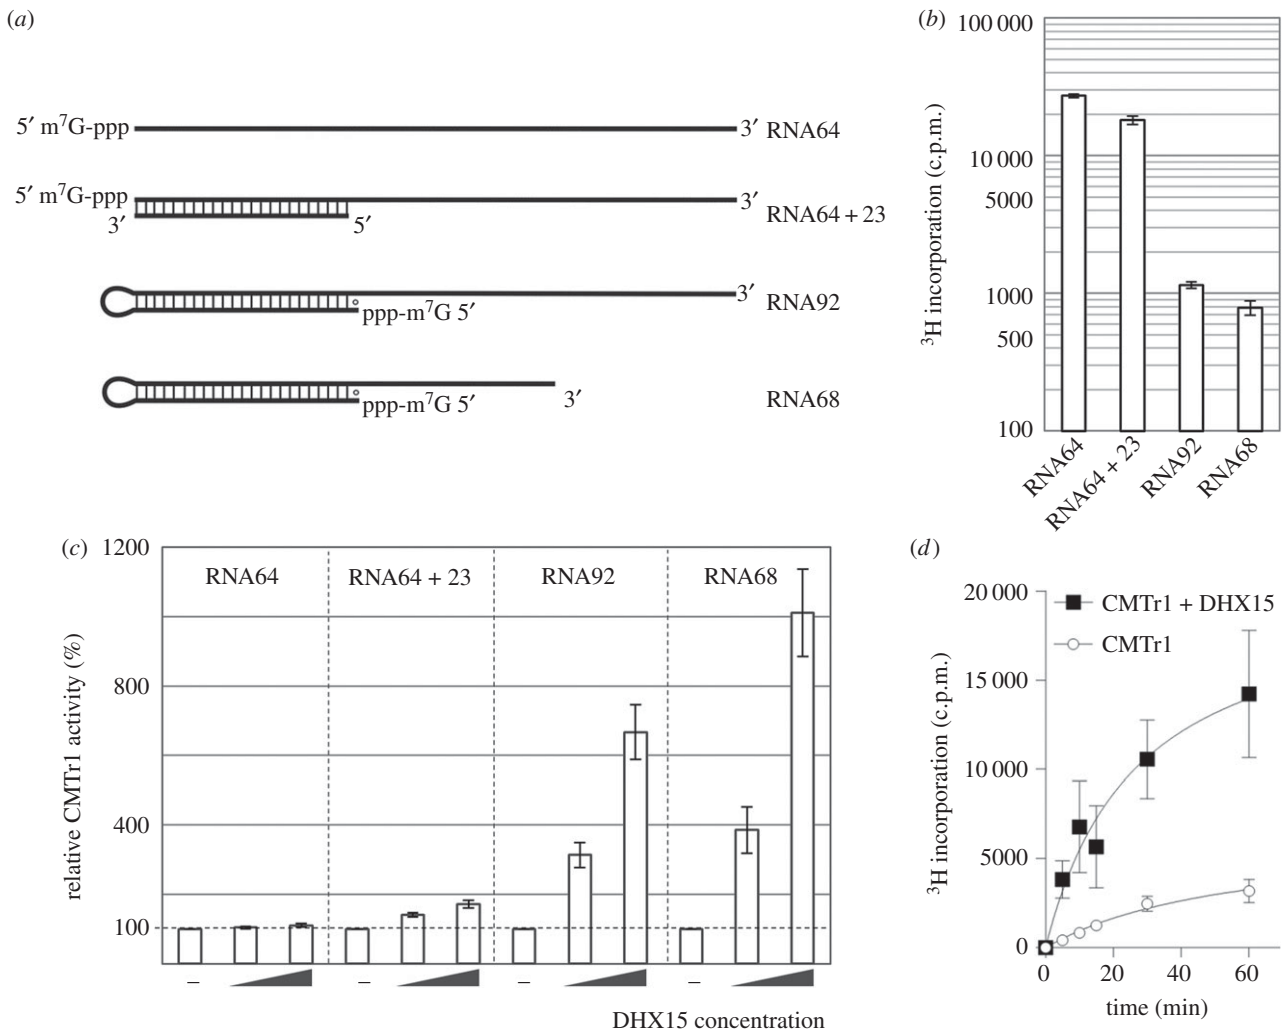 (a)
5′ m⁷G-ppp 3′ RNA64
5′ m⁷G-ppp 3′ RNA64 + 23
3′ 5′
3′ RNA92
ppp-m⁷G 5′
ppp-m⁷G 5′ 3′ RNA68
(b)
³H incorporation (c.p.m.)
100 000
10 000
5000
1000
500
100
RNA64
RNA64 + 23
RNA92
RNA68
(c)
relative CMTr1 activity (%)
1200
800
400
100
RNA64 RNA64 + 23 RNA92 RNA68
– – – –
DHX15 concentration
(d)
³H incorporation (c.p.m.)
20 000
15 000
10 000
5000
0
CMTr1 + DHX15
CMTr1
0 20 40 60
time (min)